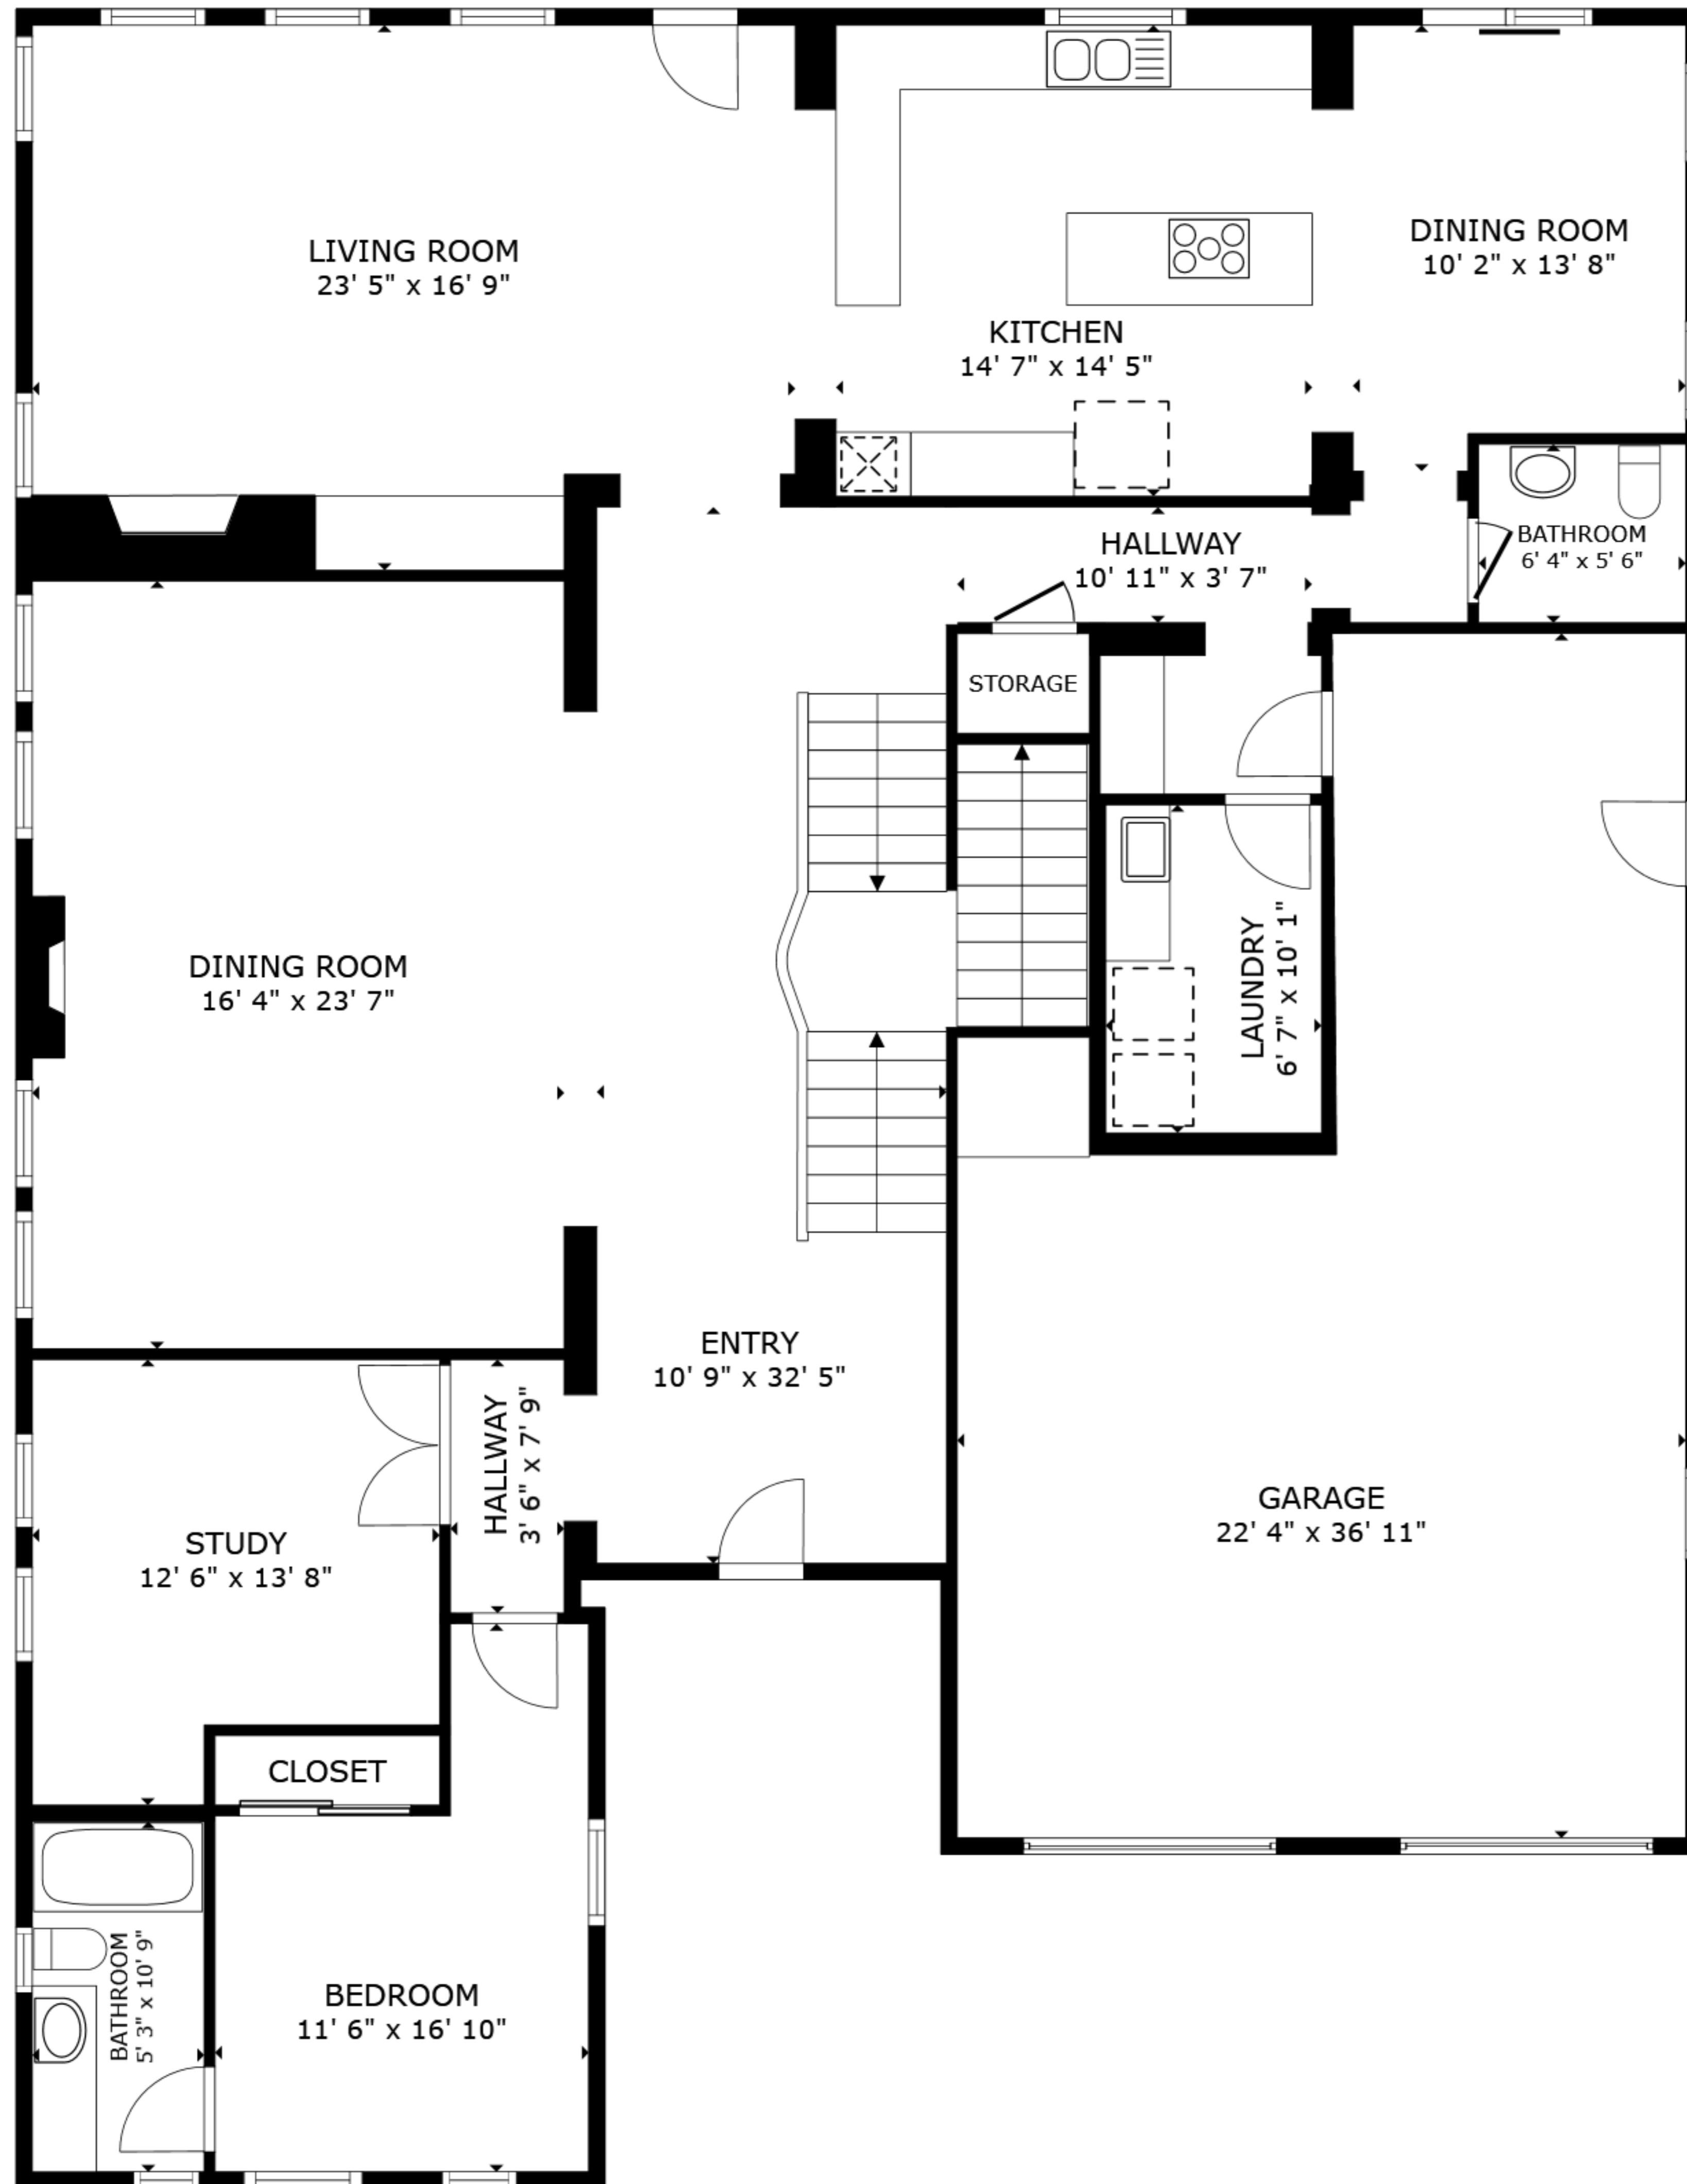 LIVING ROOM
23' 5" x 16' 9"
DINING ROOM
10' 2" x 13' 8"
KITCHEN
14' 7" x 14' 5"
HALLWAY
10' 11" x 3' 7"
BATHROOM
6' 4" x 5' 6"
STORAGE
DINING ROOM
16' 4" x 23' 7"
LAUNDRY
6' 7" x 10' 1"
ENTRY
10' 9" x 32' 5"
HALLWAY
3' 6" x 7' 9"
STUDY
12' 6" x 13' 8"
GARAGE
22' 4" x 36' 11"
CLOSET
BATHROOM
5' 3" x 10' 9"
BEDROOM
11' 6" x 16' 10"